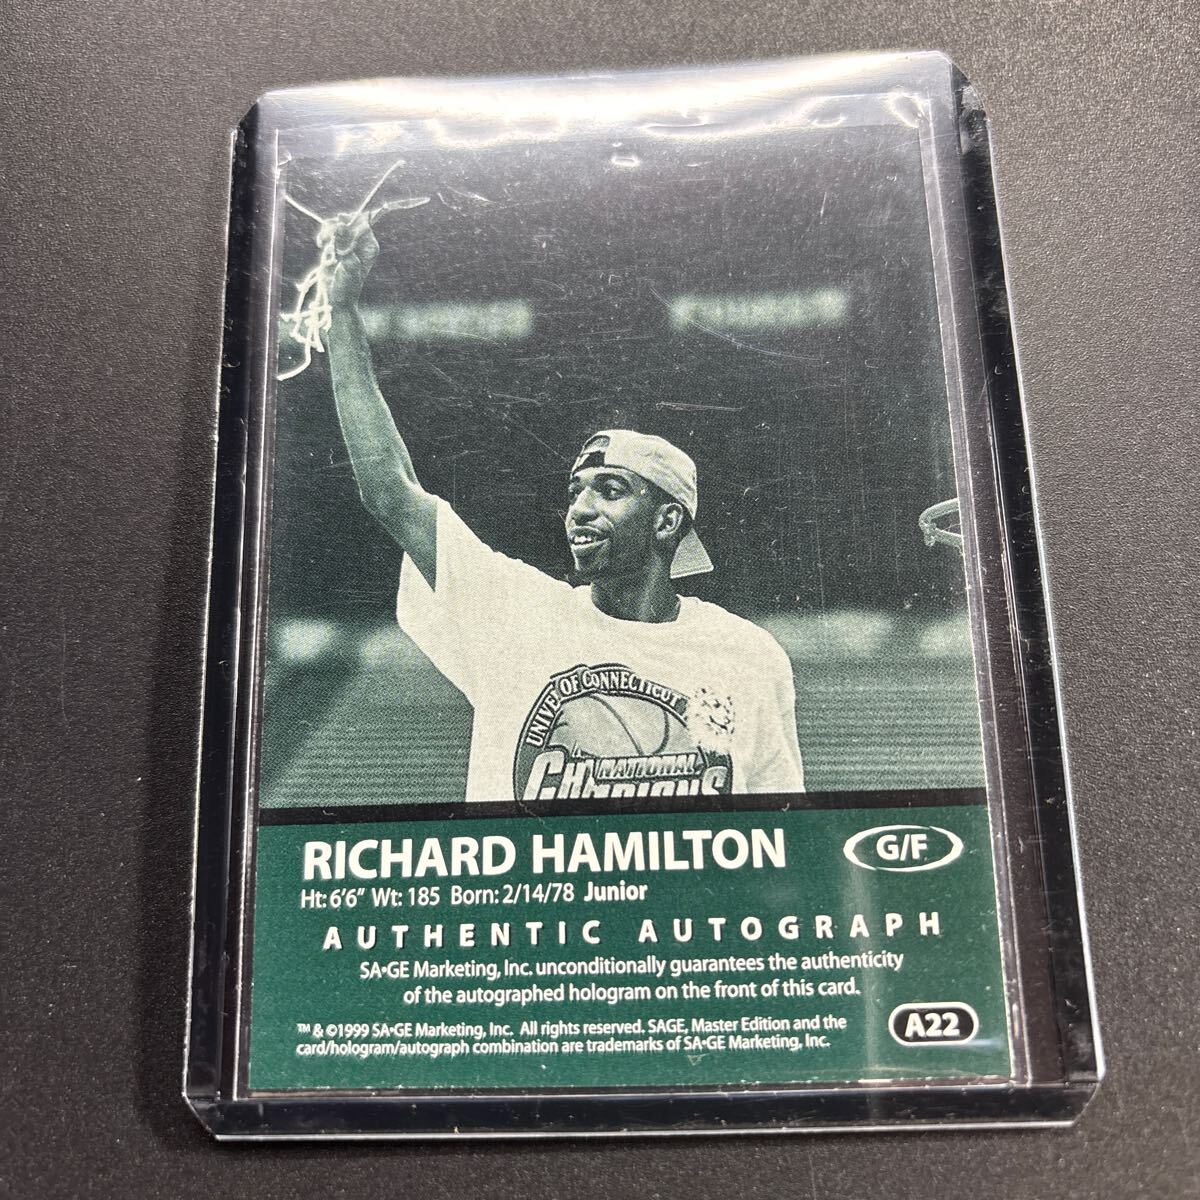 UNIVE OF CONNECTICUT
NATIONAL
CHAMPIONS
RICHARD HAMILTON
G/F
Ht: 6'6" Wt: 185 Born: 2/14/78 Junior
AUTHENTIC AUTOGRAPH
SA•GE Marketing, Inc. unconditionally guarantees the authenticity
of the autographed hologram on the front of this card.
™ & ©1999 SA•GE Marketing, Inc. All rights reserved. SAGE, Master Edition and the
card/hologram/autograph combination are trademarks of SA•GE Marketing, Inc.
A22